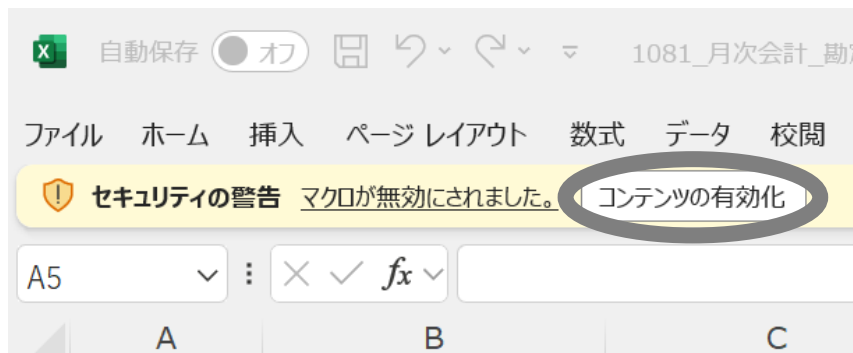 自動保存 オフ 1081_月次会計_勘
ファイル ホーム 挿入 ページ レイアウト 数式 データ 校閲
セキュリティの警告 マクロが無効にされました。 コンテンツの有効化
A5 fx
A B C